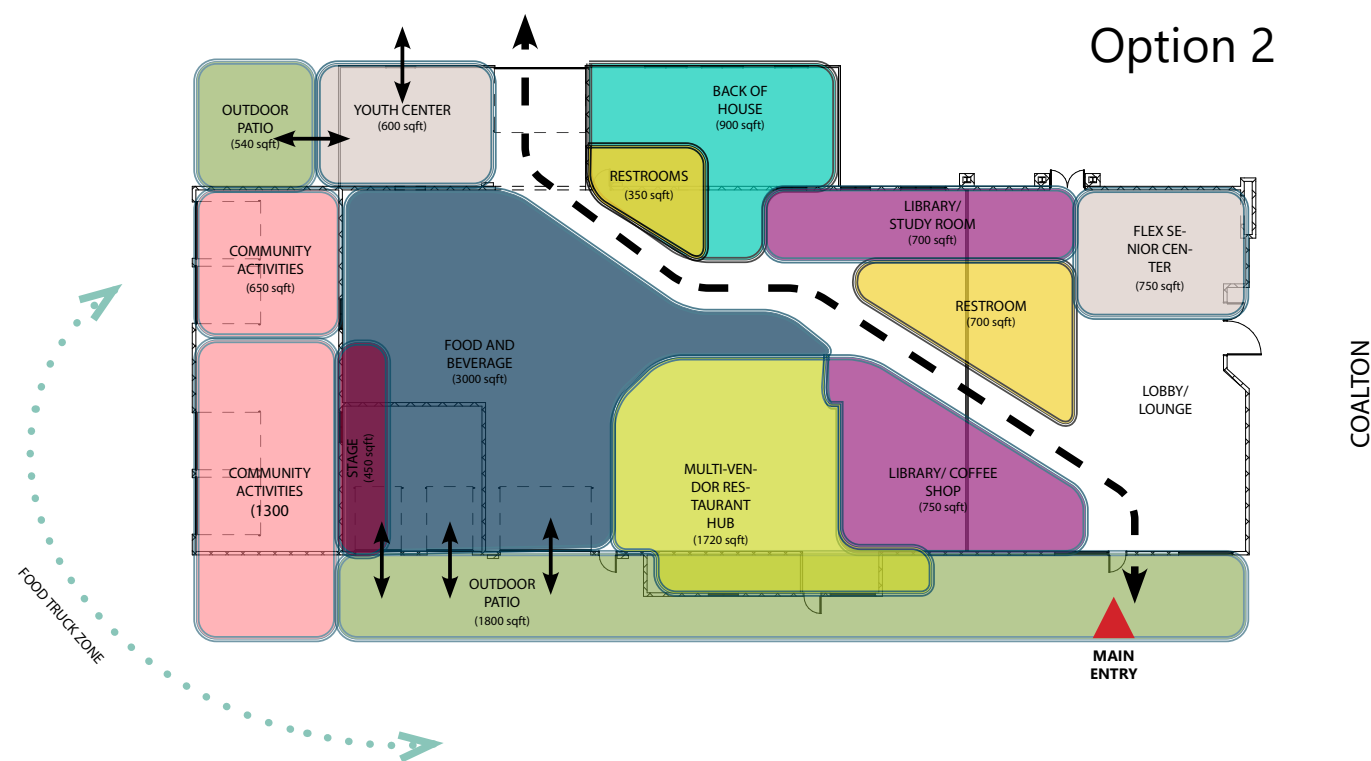 Option 2
OUTDOOR
PATIO
(540 sqft)
YOUTH CENTER
(600 sqft)
BACK OF
HOUSE
(900 sqft)
RESTROOMS
(350 sqft)
LIBRARY/
STUDY ROOM
(700 sqft)
FLEX SE-
NIOR CEN-
TER
(750 sqft)
COMMUNITY
ACTIVITIES
(650 sqft)
RESTROOM
(700 sqft)
FOOD AND
BEVERAGE
(3000 sqft)
LOBBY/
LOUNGE
COALTON
COMMUNITY
ACTIVITIES
(1300
STAGE
(450 sqft)
MULTI-VEN-
DOR RES-
TAURANT
HUB
(1720 sqft)
LIBRARY/ COFFEE
SHOP
(750 sqft)
OUTDOOR
PATIO
(1800 sqft)
FOOD TRUCK ZONE
MAIN
ENTRY